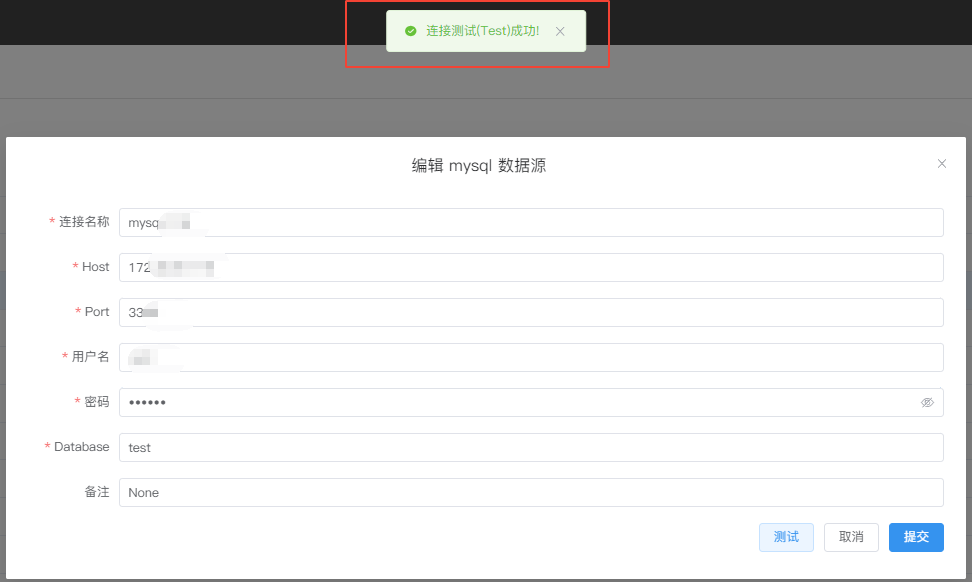 连接测试(Test)成功!
编辑 mysql 数据源
* 连接名称
* Host 172
* Port 33
* 用户名
* 密码 ••••••
* Database test
备注 None
测试 取消 提交